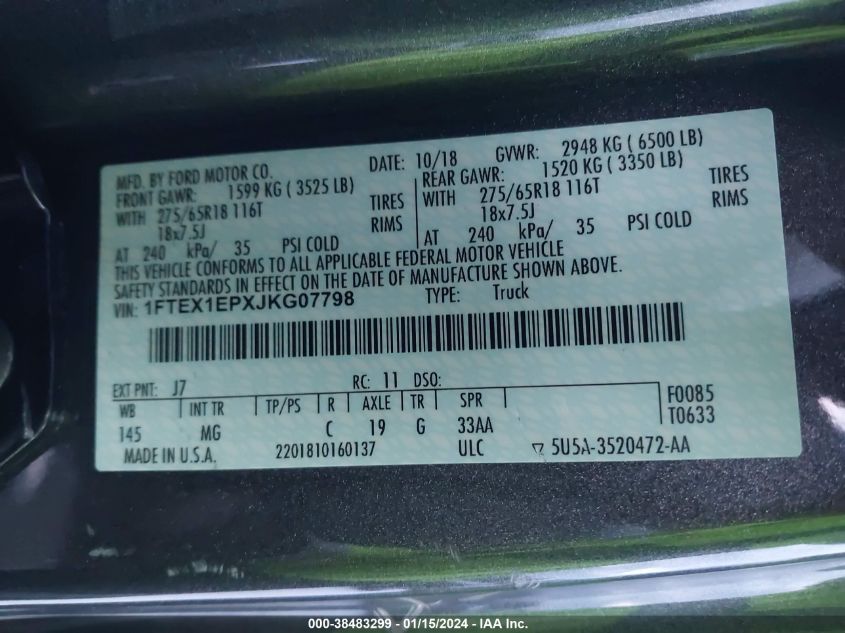 MFD. BY FORD MOTOR CO. DATE: 10/18 GVWR: 2948 KG ( 6500 LB)
FRONT GAWR: 1599 KG ( 3525 LB) REAR GAWR: 1520 KG ( 3350 LB)
WITH 275/65R18 116T TIRES WITH 275/65R18 116T TIRES
18x7.5J RIMS 18x7.5J RIMS
AT 240 kPa/ 35 PSI COLD AT 240 kPa/ 35 PSI COLD
THIS VEHICLE CONFORMS TO ALL APPLICABLE FEDERAL MOTOR VEHICLE
SAFETY STANDARDS IN EFFECT ON THE DATE OF MANUFACTURE SHOWN ABOVE.
VIN: 1FTEX1EPXJKG07798 TYPE: Truck
EXT PNT: J7 RC: 11 DSO: F0085
WB INT TR TP/PS R AXLE TR SPR T0633
145 MG C 19 G 33AA
MADE IN U.S.A. 2201810160137 ULC 5U5A-3520472-AA
000-38483299 - 01/15/2024 - IAA Inc.